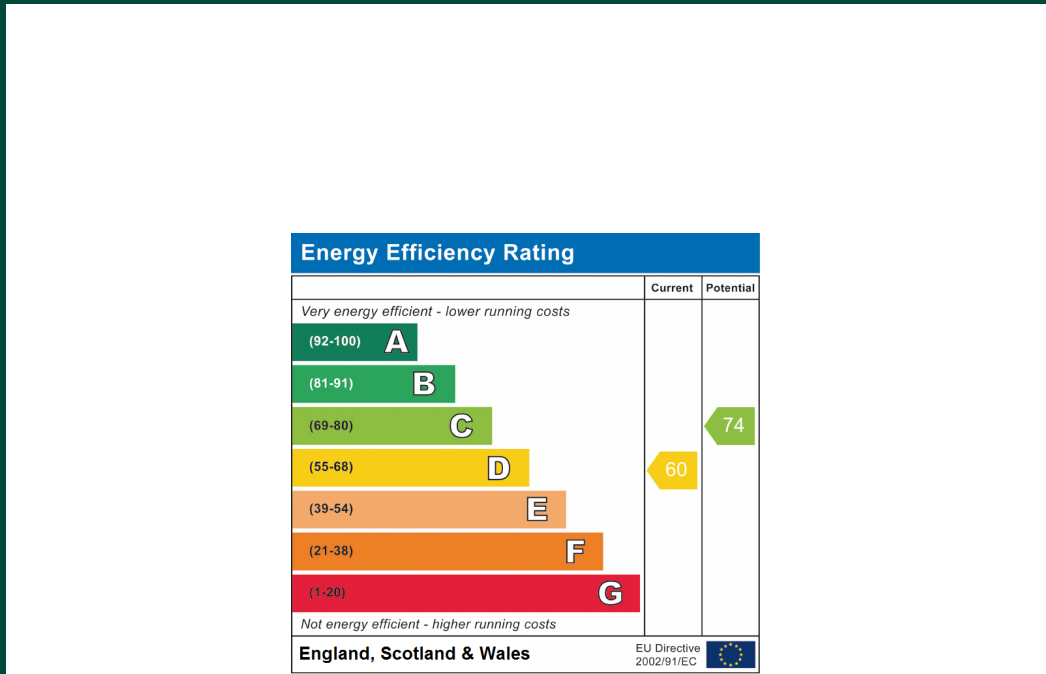 Energy Efficiency Rating
Current Potential
Very energy efficient - lower running costs
(92-100) A
(81-91) B
(69-80) C
74
(55-68) D
60
(39-54) E
(21-38) F
(1-20) G
Not energy efficient - higher running costs
England, Scotland & Wales
EU Directive
2002/91/EC